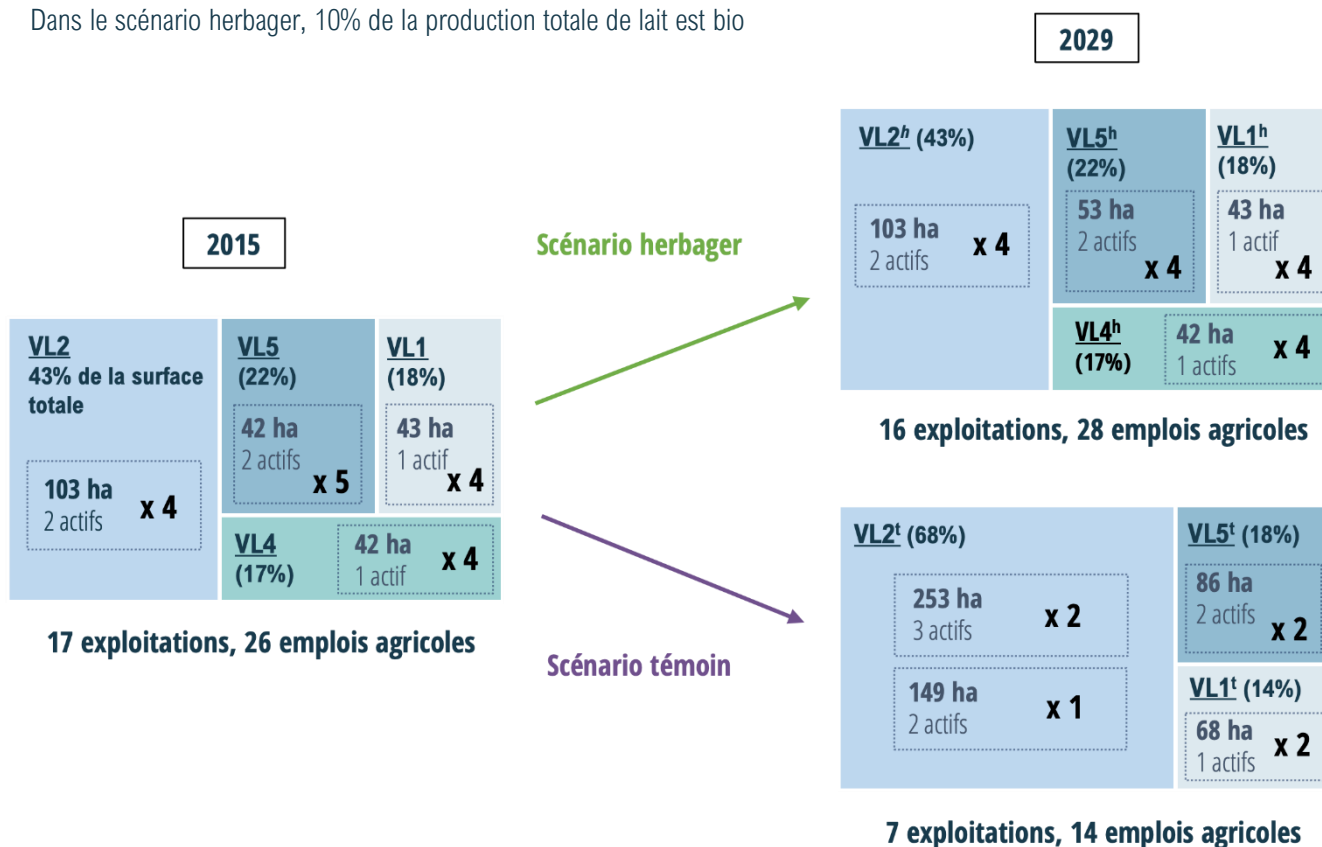 Dans le scénario herbager, 10% de la production totale de lait est bio
2015
VL2
43% de la surface
totale
103 ha
2 actifs
x 4
VL5
(22%)
42 ha
2 actifs
x 5
VL1
(18%)
43 ha
1 actif
x 4
VL4
(17%)
42 ha
1 actif
x 4
17 exploitations, 26 emplois agricoles
Scénario herbager
Scénario témoin
2029
VL2ʰ (43%)
103 ha
2 actifs
x 4
VL5ʰ
(22%)
53 ha
2 actifs
x 4
VL1ʰ
(18%)
43 ha
1 actif
x 4
VL4ʰ
(17%)
42 ha
1 actifs
x 4
16 exploitations, 28 emplois agricoles
VL2ᵗ (68%)
253 ha
3 actifs
x 2
149 ha
2 actifs
x 1
VL5ᵗ (18%)
86 ha
2 actifs
x 2
VL1ᵗ (14%)
68 ha
1 actifs
x 2
7 exploitations, 14 emplois agricoles